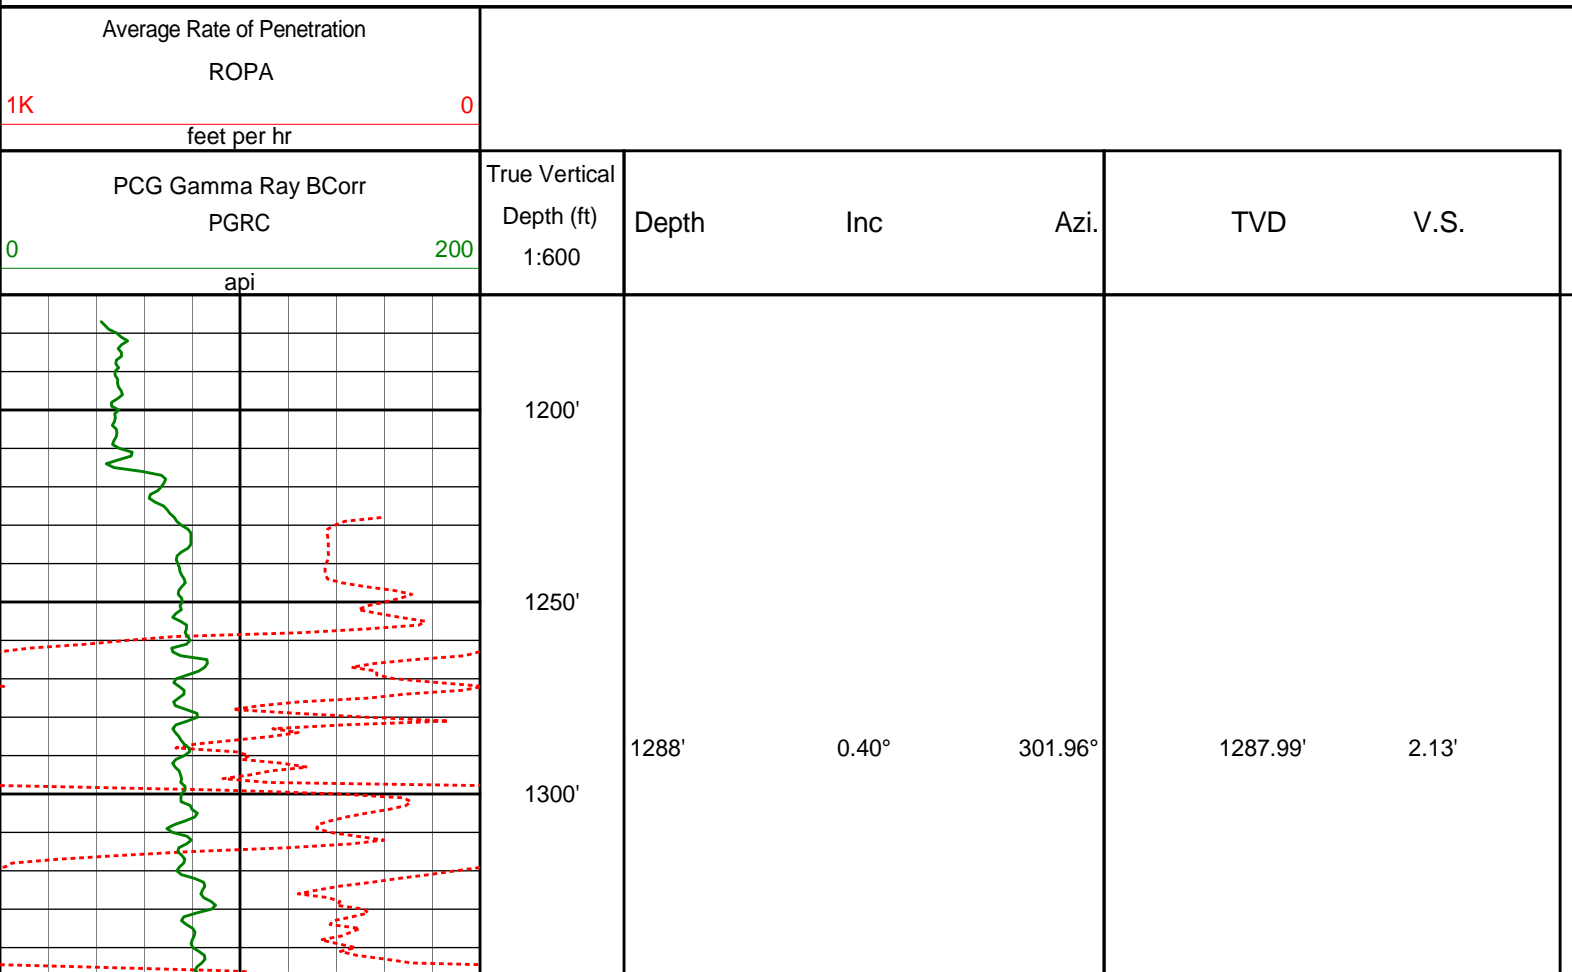 Average Rate of Penetration
ROPA
1K 0
feet per hr
PCG Gamma Ray BCorr
PGRC
0 200
api
True Vertical
Depth (ft)
1:600
Depth Inc Azi. TVD V.S.
1200'
1250'
1288' 0.40° 301.96° 1287.99' 2.13'
1300'